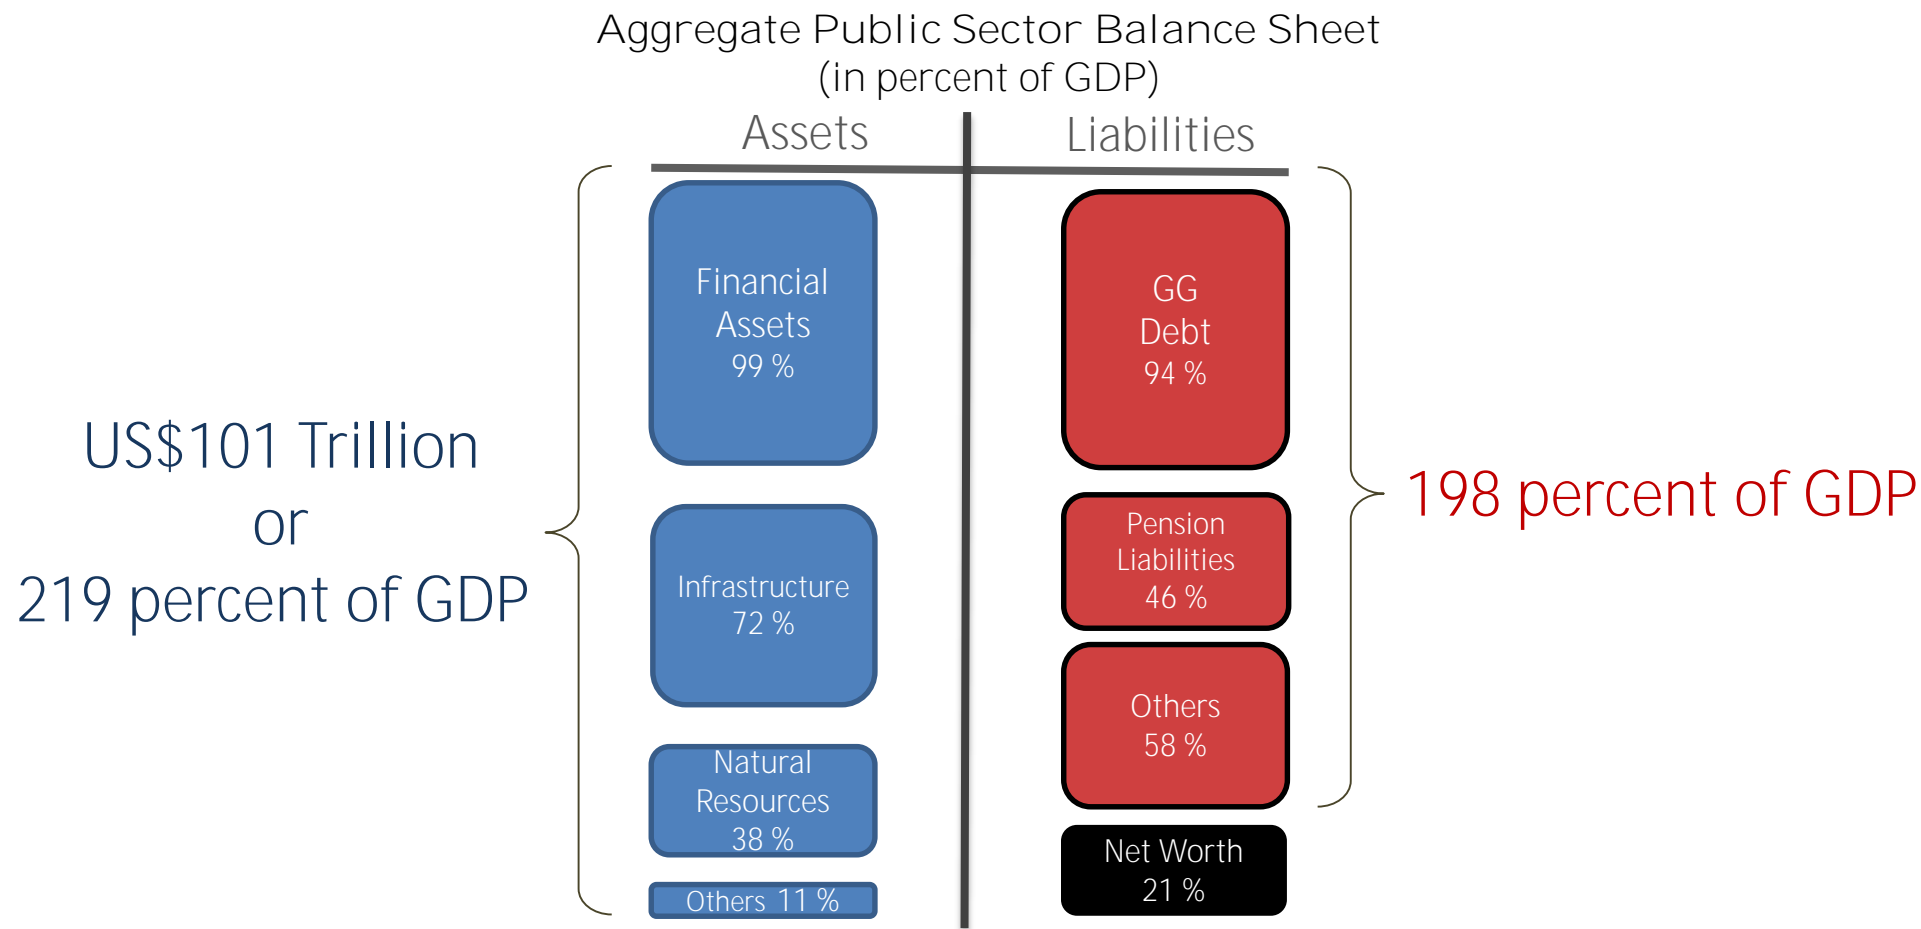 Aggregate Public Sector Balance Sheet
(in percent of GDP)
Assets
Liabilities
Financial
Assets
99 %
Infrastructure
72 %
Natural
Resources
38 %
Others 11 %
GG
Debt
94 %
Pension
Liabilities
46 %
Others
58 %
Net Worth
21 %
US$101 Trillion
or
219 percent of GDP
198 percent of GDP